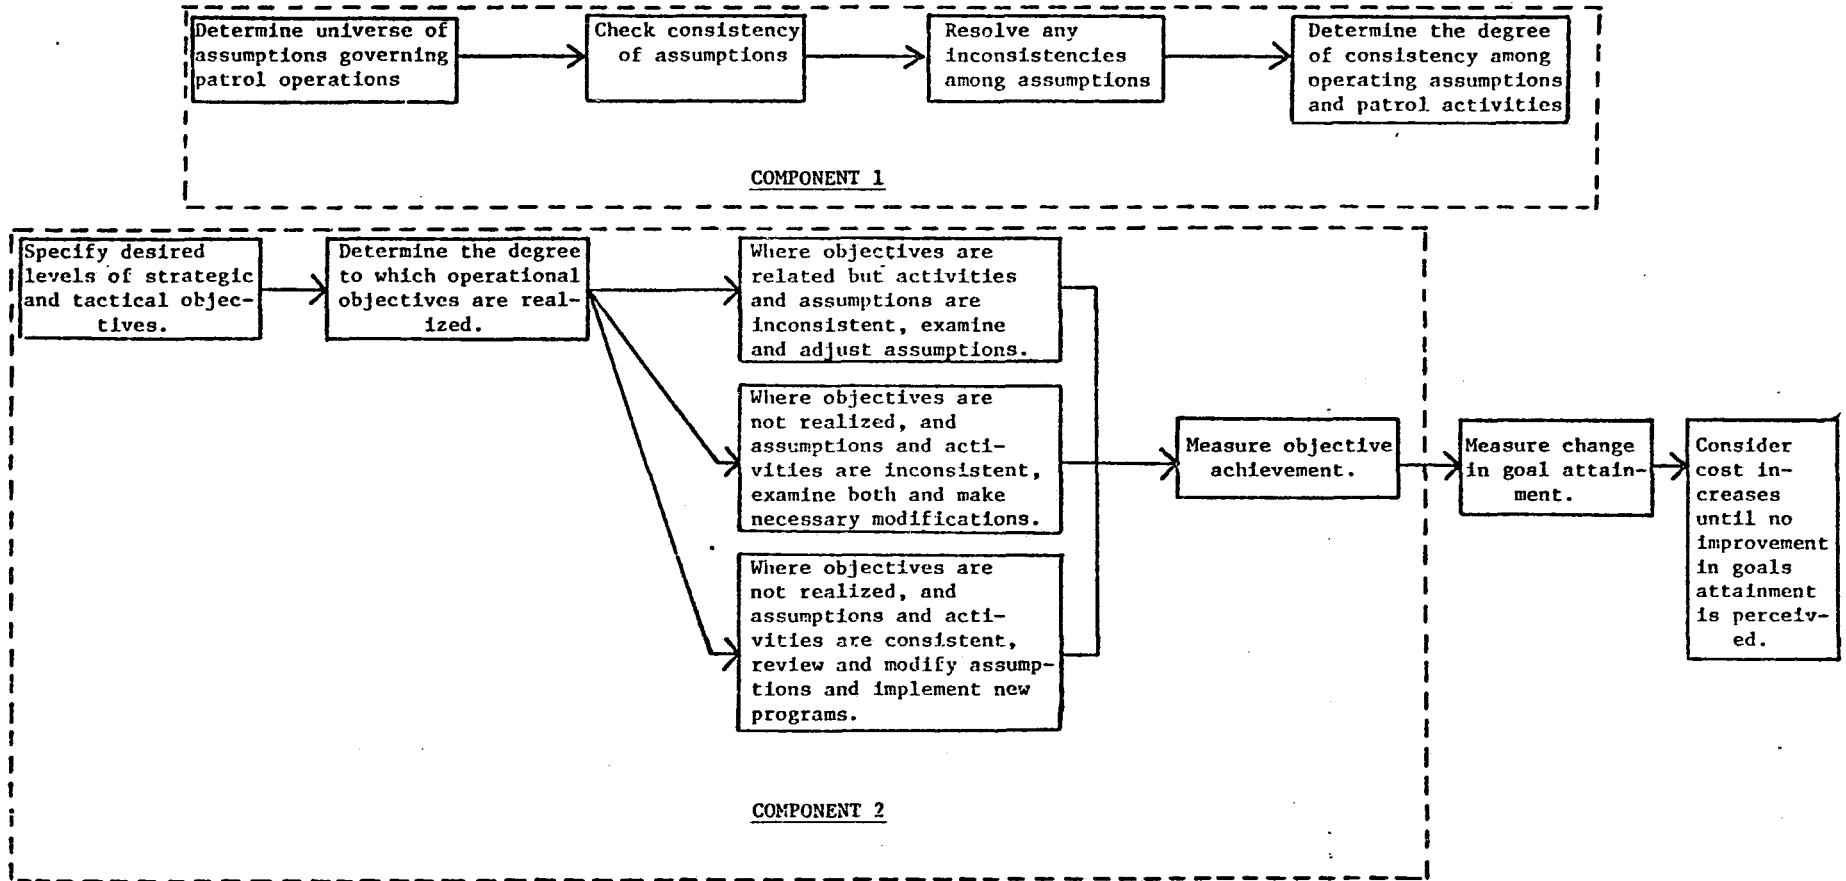 Determine universe of
assumptions governing
patrol operations
Check consistency
of assumptions
Resolve any
inconsistencies
among assumptions
Determine the degree
of consistency among
operating assumptions
and patrol activities
COMPONENT 1
Specify desired
levels of strategic
and tactical objec-
tives.
Determine the degree
to which operational
objectives are real-
ized.
Where objectives are
related but activities
and assumptions are
inconsistent, examine
and adjust assumptions.
Where objectives are
not realized, and
assumptions and acti-
vities are inconsistent,
examine both and make
necessary modifications.
Where objectives are
not realized, and
assumptions and acti-
vities are consistent,
review and modify assump-
tions and implement new
programs.
Measure objective
achievement.
Measure change
in goal attain-
ment.
Consider
cost in-
creases
until no
improvement
in goals
attainment
is perceiv-
ed.
COMPONENT 2